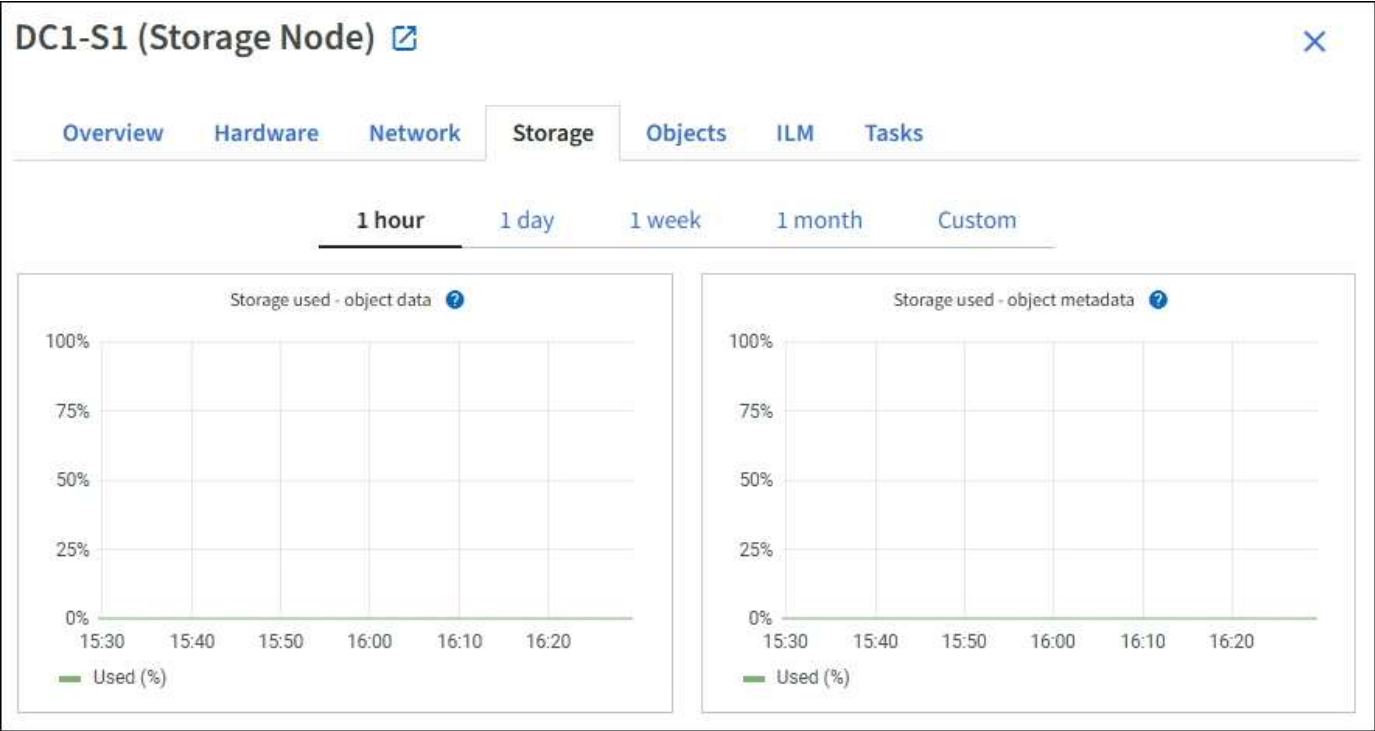 DC1-S1 (Storage Node)
Overview Hardware Network Storage Objects ILM Tasks
1 hour 1 day 1 week 1 month Custom
Storage used - object data ?
100%
75%
50%
25%
0%
15:30 15:40 15:50 16:00 16:10 16:20
Used (%)
Storage used - object metadata ?
100%
75%
50%
25%
0%
15:30 15:40 15:50 16:00 16:10 16:20
Used (%)